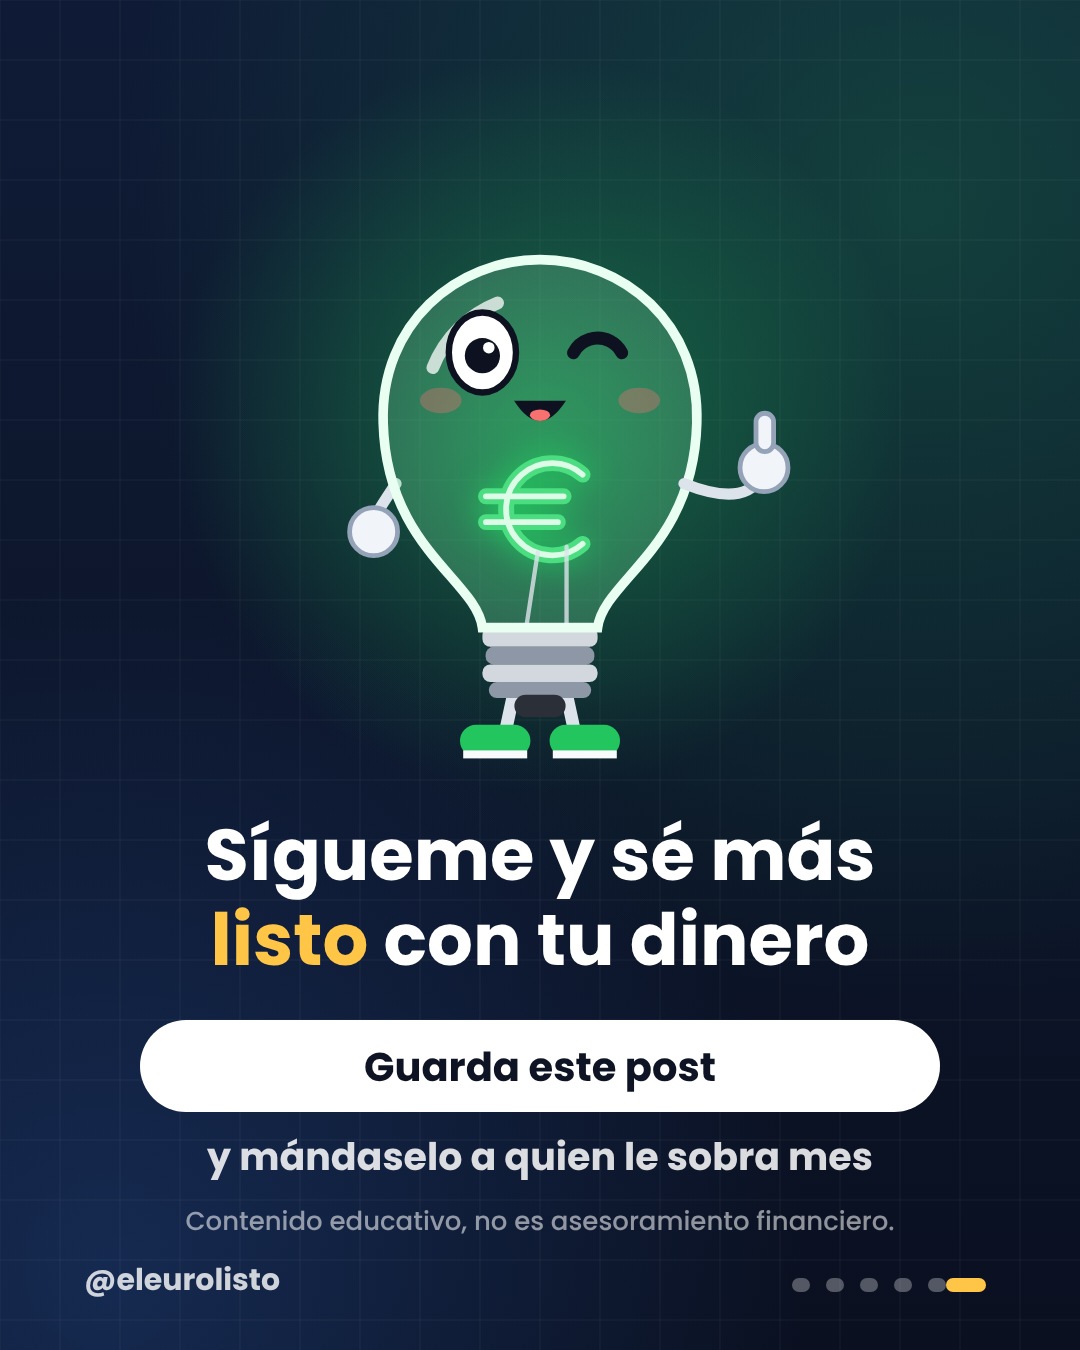 €
Sígueme y sé más
listo con tu dinero
Guarda este post
y mándaselo a quien le sobra mes
Contenido educativo, no es asesoramiento financiero.
@eleurolisto